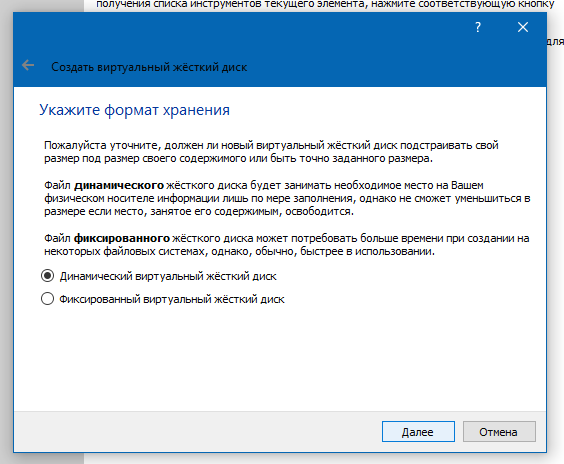 получения списка инструментов текущего элемента, нажмите соответствующую кнопку
?
для
Создать виртуальный жёсткий диск
Укажите формат хранения
Пожалуйста уточните, должен ли новый виртуальный жёсткий диск подстраивать свой
размер под размер своего содержимого или быть точно заданного размера.
Файл динамического жёсткого диска будет занимать необходимое место на Вашем
физическом носителе информации лишь по мере заполнения, однако не сможет уменьшиться в
размере если место, занятое его содержимым, освободится.
Файл фиксированного жёсткого диска может потребовать больше времени при создании на
некоторых файловых системах, однако, обычно, быстрее в использовании.
Динамический виртуальный жёсткий диск
Фиксированный виртуальный жёсткий диск
Далее
Отмена